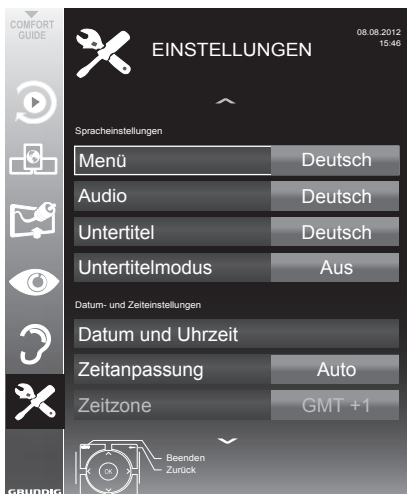 COMFORT
GUIDE
EINSTELLUNGEN
08.08.2012
15:46
Spracheinstellungen
Menü Deutsch
Audio Deutsch
Untertitel Deutsch
Untertitelmodus Aus
Datum- und Zeiteinstellungen
Datum und Uhrzeit
Zeitanpassung Auto
Zeitzone GMT +1
OK
Beenden
Zurück
GRUNDIG